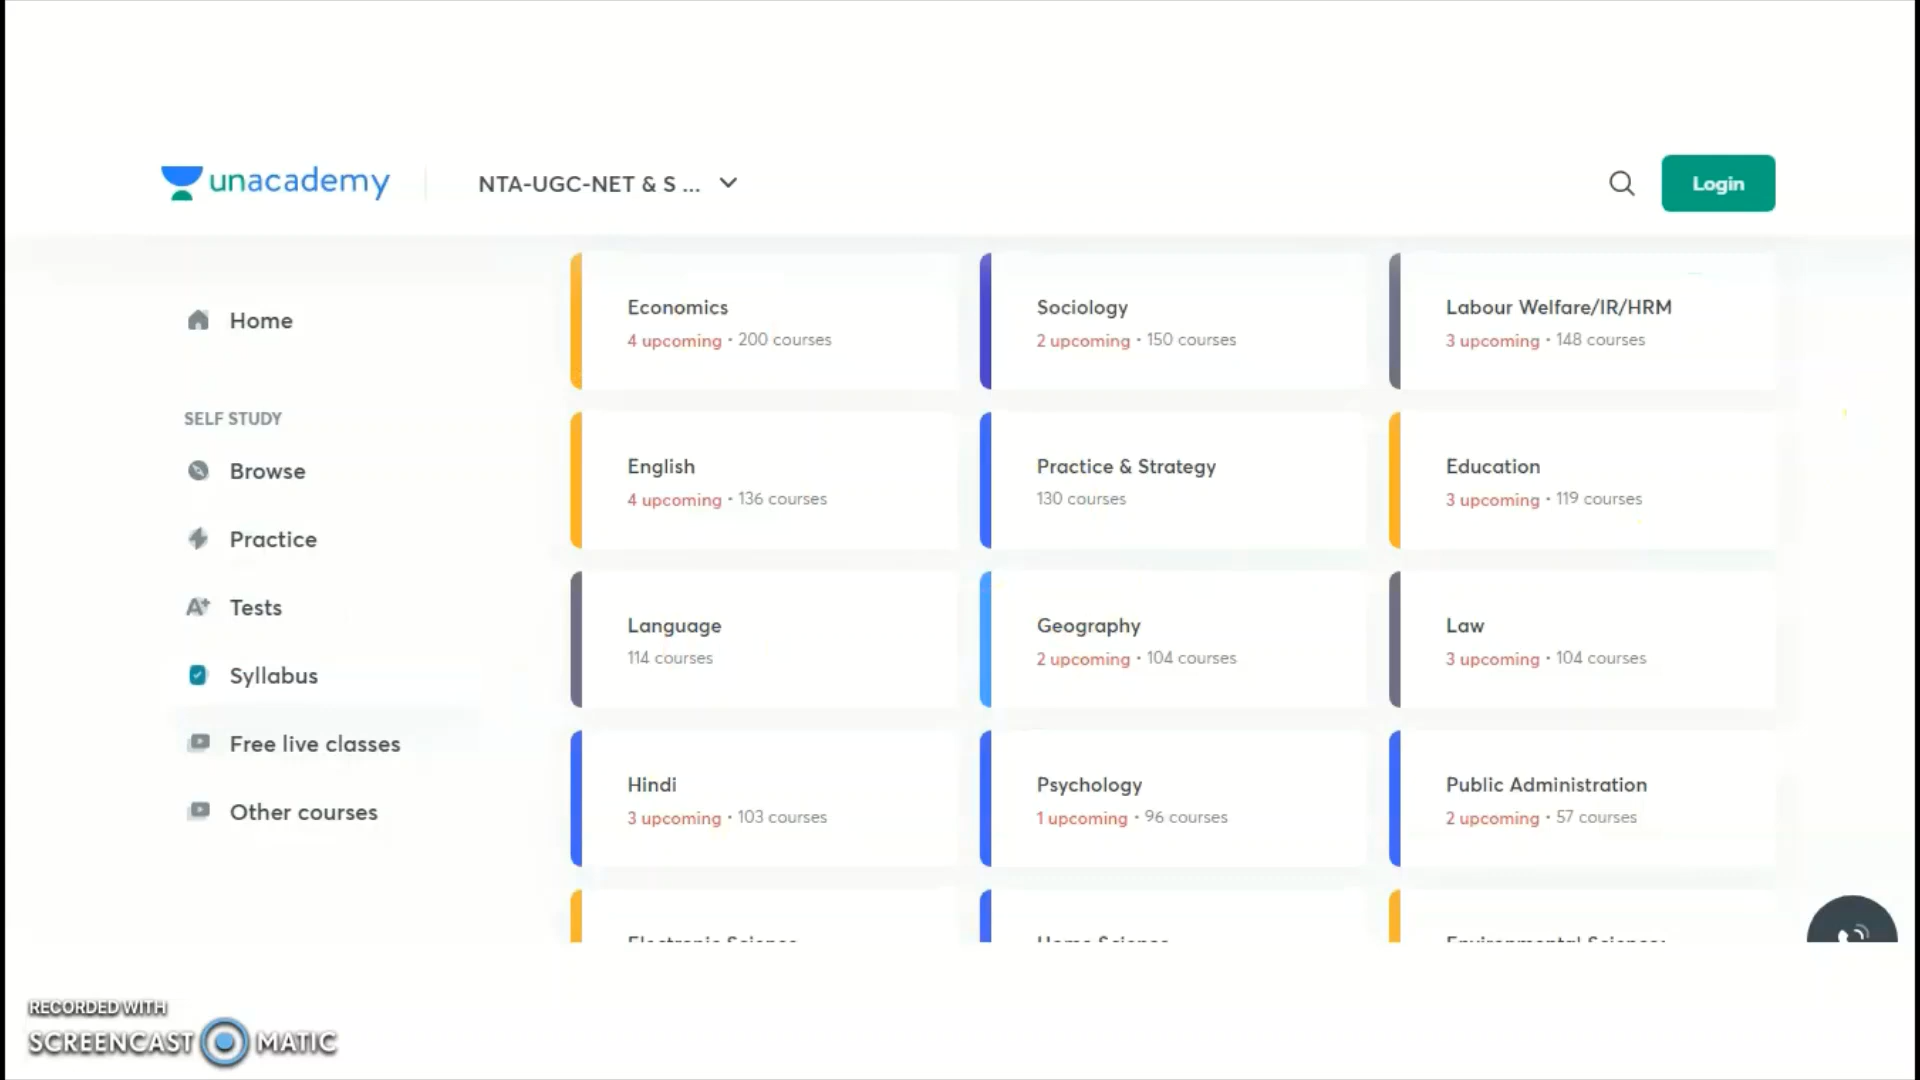 unacademy
NTA-UGC-NET & S ...
Login
Home
SELF STUDY
Browse
Practice
Tests
Syllabus
Free live classes
Other courses
Economics
4 upcoming • 200 courses
Sociology
2 upcoming • 150 courses
Labour Welfare/IR/HRM
3 upcoming • 148 courses
English
4 upcoming • 136 courses
Practice & Strategy
130 courses
Education
3 upcoming • 119 courses
Language
114 courses
Geography
2 upcoming • 104 courses
Law
3 upcoming • 104 courses
Hindi
3 upcoming • 103 courses
Psychology
1 upcoming • 96 courses
Public Administration
2 upcoming • 57 courses
Electronic Science
Home Science
RECORDED WITH
SCREENCAST MATIC